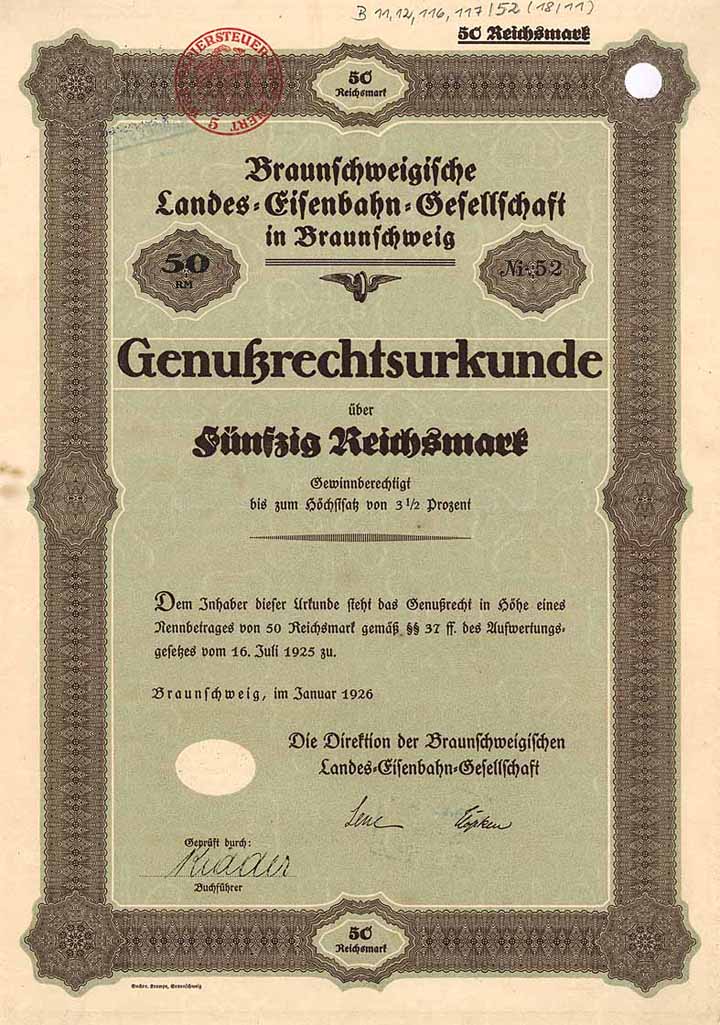 B 11, 12, 116, 117 / 52 (18/11)
50 Reichsmark
50
Reichsmark
Braunschweigische
Landes-Eisenbahn-Gesellschaft
in Braunschweig
50
RM
Nr. 52
Genußrechtsurkunde
über
Fünfzig Reichsmark
Gewinnberechtigt
bis zum Höchstsatz von 3 1/2 Prozent
Dem Inhaber dieser Urkunde steht das Genußrecht in Höhe eines
Nennbetrages von 50 Reichsmark gemäß §§ 37 ff. des Aufwertungs-
gesetzes vom 16. Juli 1925 zu.
Braunschweig, im Januar 1926
Die Direktion der Braunschweigischen
Landes-Eisenbahn-Gesellschaft
Geprüft durch:
Buchführer
50
Reichsmark